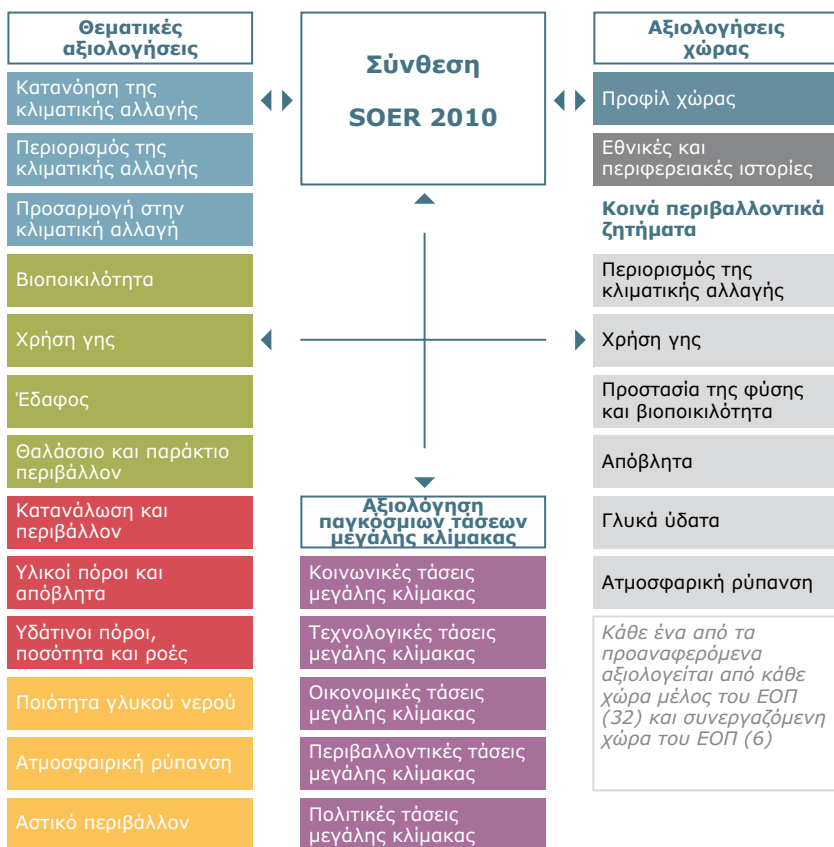 Θεματικές
αξιολογήσεις
Κατανόηση της
κλιματικής αλλαγής
Περιορισμός της
κλιματικής αλλαγής
Προσαρμογή στην
κλιματική αλλαγή
Βιοποικιλότητα
Χρήση γης
Έδαφος
Θαλάσσιο και παράκτιο
περιβάλλον
Κατανάλωση και
περιβάλλον
Υλικοί πόροι και
απόβλητα
Υδάτινοι πόροι,
ποσότητα και ροές
Ποιότητα γλυκού νερού
Ατμοσφαιρική ρύπανση
Αστικό περιβάλλον
Σύνθεση
SOER 2010
Αξιολόγηση
παγκόσμιων τάσεων
μεγάλης κλίμακας
Κοινωνικές τάσεις
μεγάλης κλίμακας
Τεχνολογικές τάσεις
μεγάλης κλίμακας
Οικονομικές τάσεις
μεγάλης κλίμακας
Περιβαλλοντικές τάσεις
μεγάλης κλίμακας
Πολιτικές τάσεις
μεγάλης κλίμακας
Αξιολογήσεις
χώρας
Προφίλ χώρας
Εθνικές και
περιφερειακές ιστορίες
Κοινά περιβαλλοντικά
ζητήματα
Περιορισμός της
κλιματικής αλλαγής
Χρήση γης
Προστασία της φύσης
και βιοποικιλότητα
Απόβλητα
Γλυκά ύδατα
Ατμοσφαρική ρύπανση
Κάθε ένα από τα
προαναφερόμενα
αξιολογείται από κάθε
χώρα μέλος του ΕΟΠ
(32) και συνεργαζόμενη
χώρα του ΕΟΠ (6)